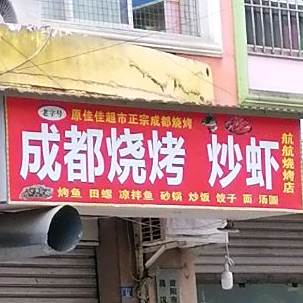 老字号
原佳佳超市正宗成都烧烤
成都烧烤 炒虾
航航烧烤店
烤鱼 田螺 凉拌鱼 砂锅 炒饭 饺子 面 汤圆